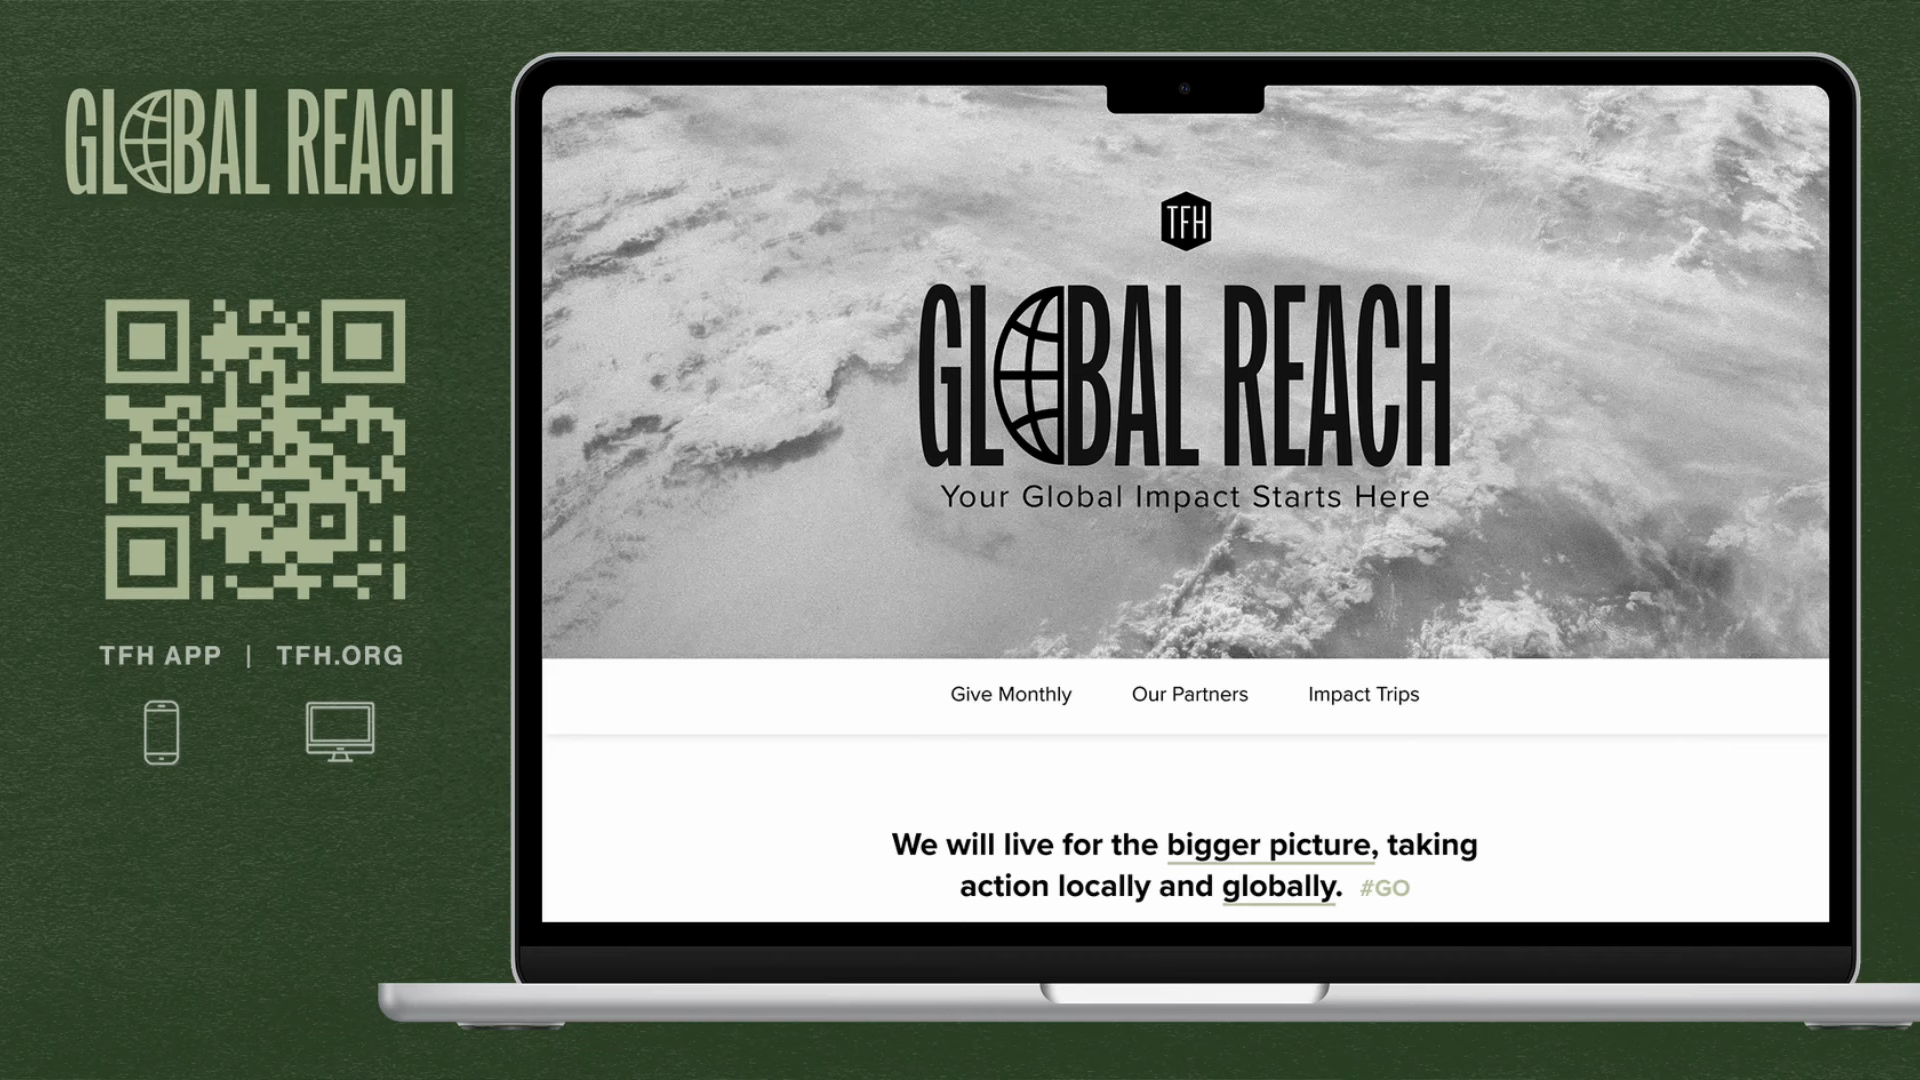 GLOBAL REACH
TFH APP | TFH.ORG
TFH
GLOBAL REACH
Your Global Impact Starts Here
Give Monthly Our Partners Impact Trips
We will live for the bigger picture, taking
action locally and globally. #GO